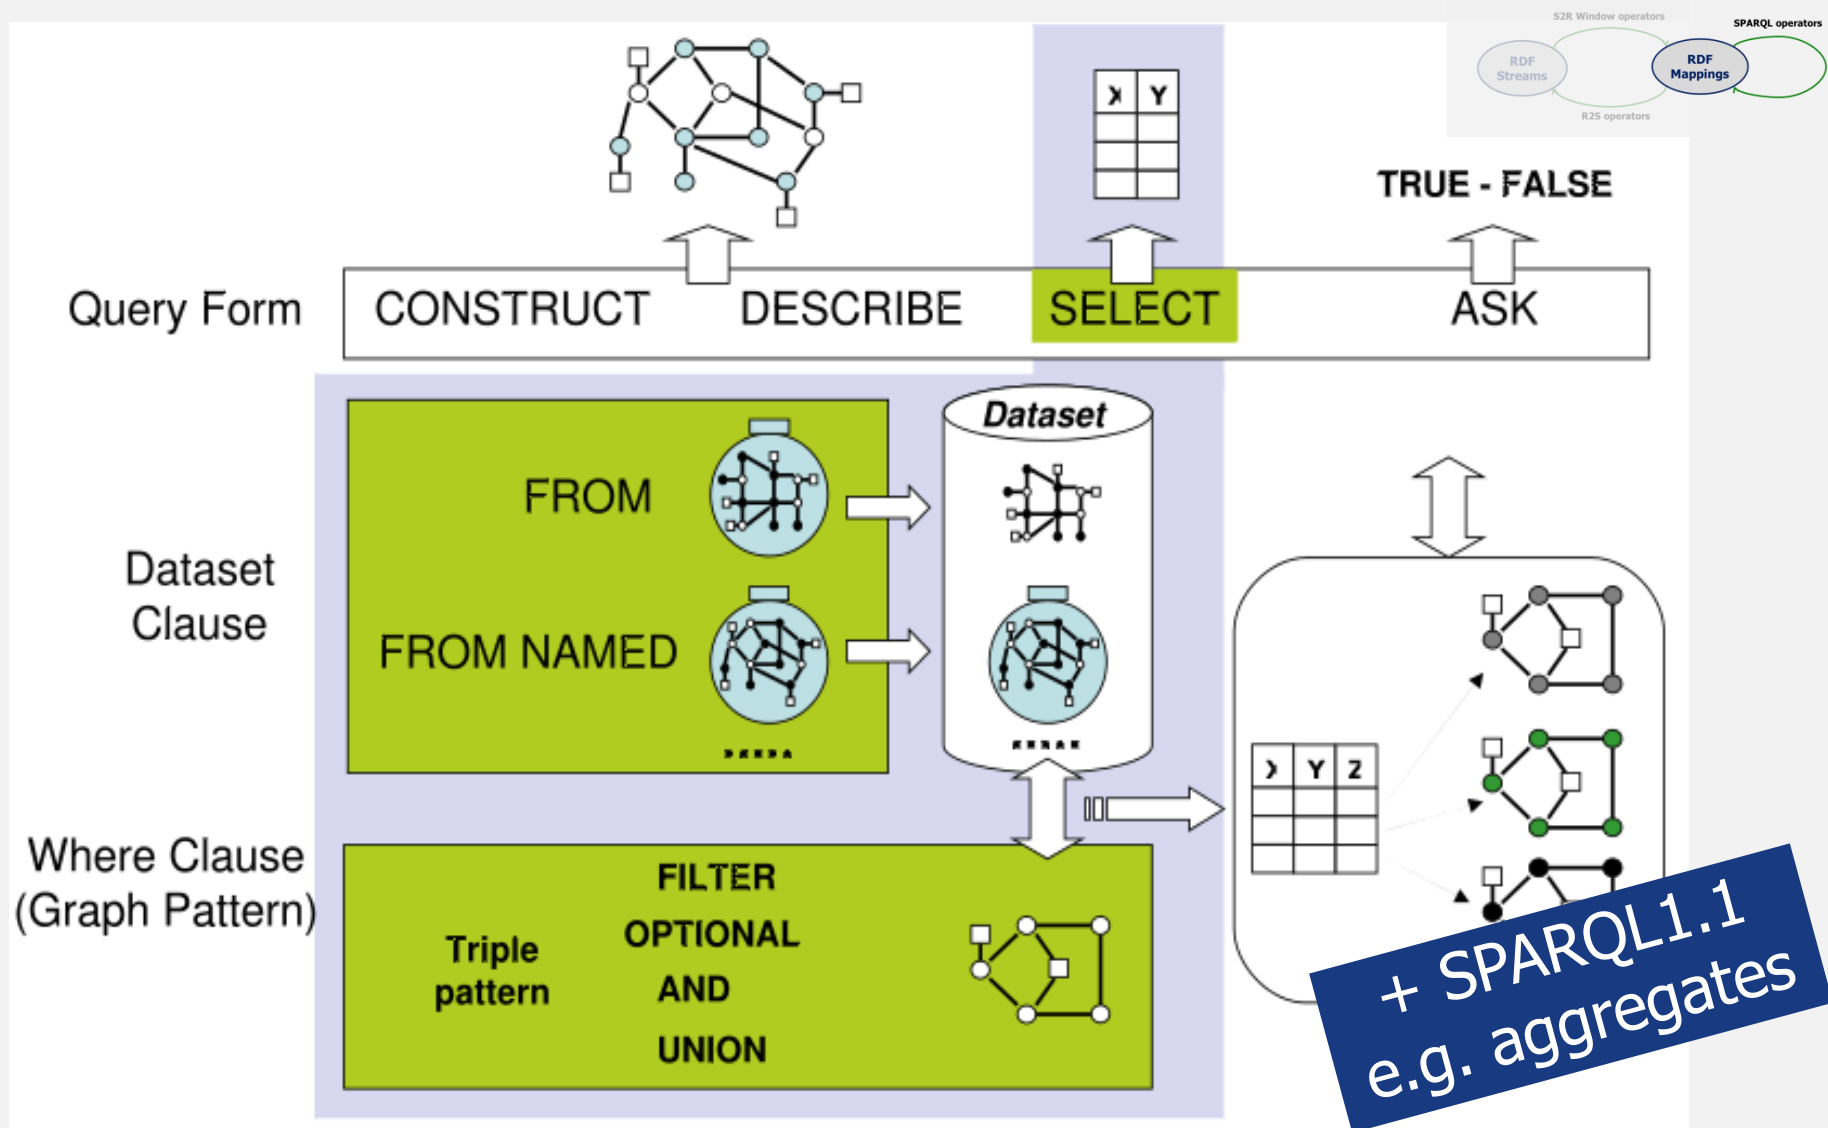 S2R Window operators
SPARQL operators
RDF
Streams
RDF
Mappings
R2S operators
X Y
TRUE - FALSE
Query Form
CONSTRUCT
DESCRIBE
SELECT
ASK
Dataset
FROM
Dataset
Clause
FROM NAMED
Y Z
Where Clause
(Graph Pattern)
FILTER
OPTIONAL
Triple
pattern
AND
UNION
+ SPARQL1.1
e.g. aggregates